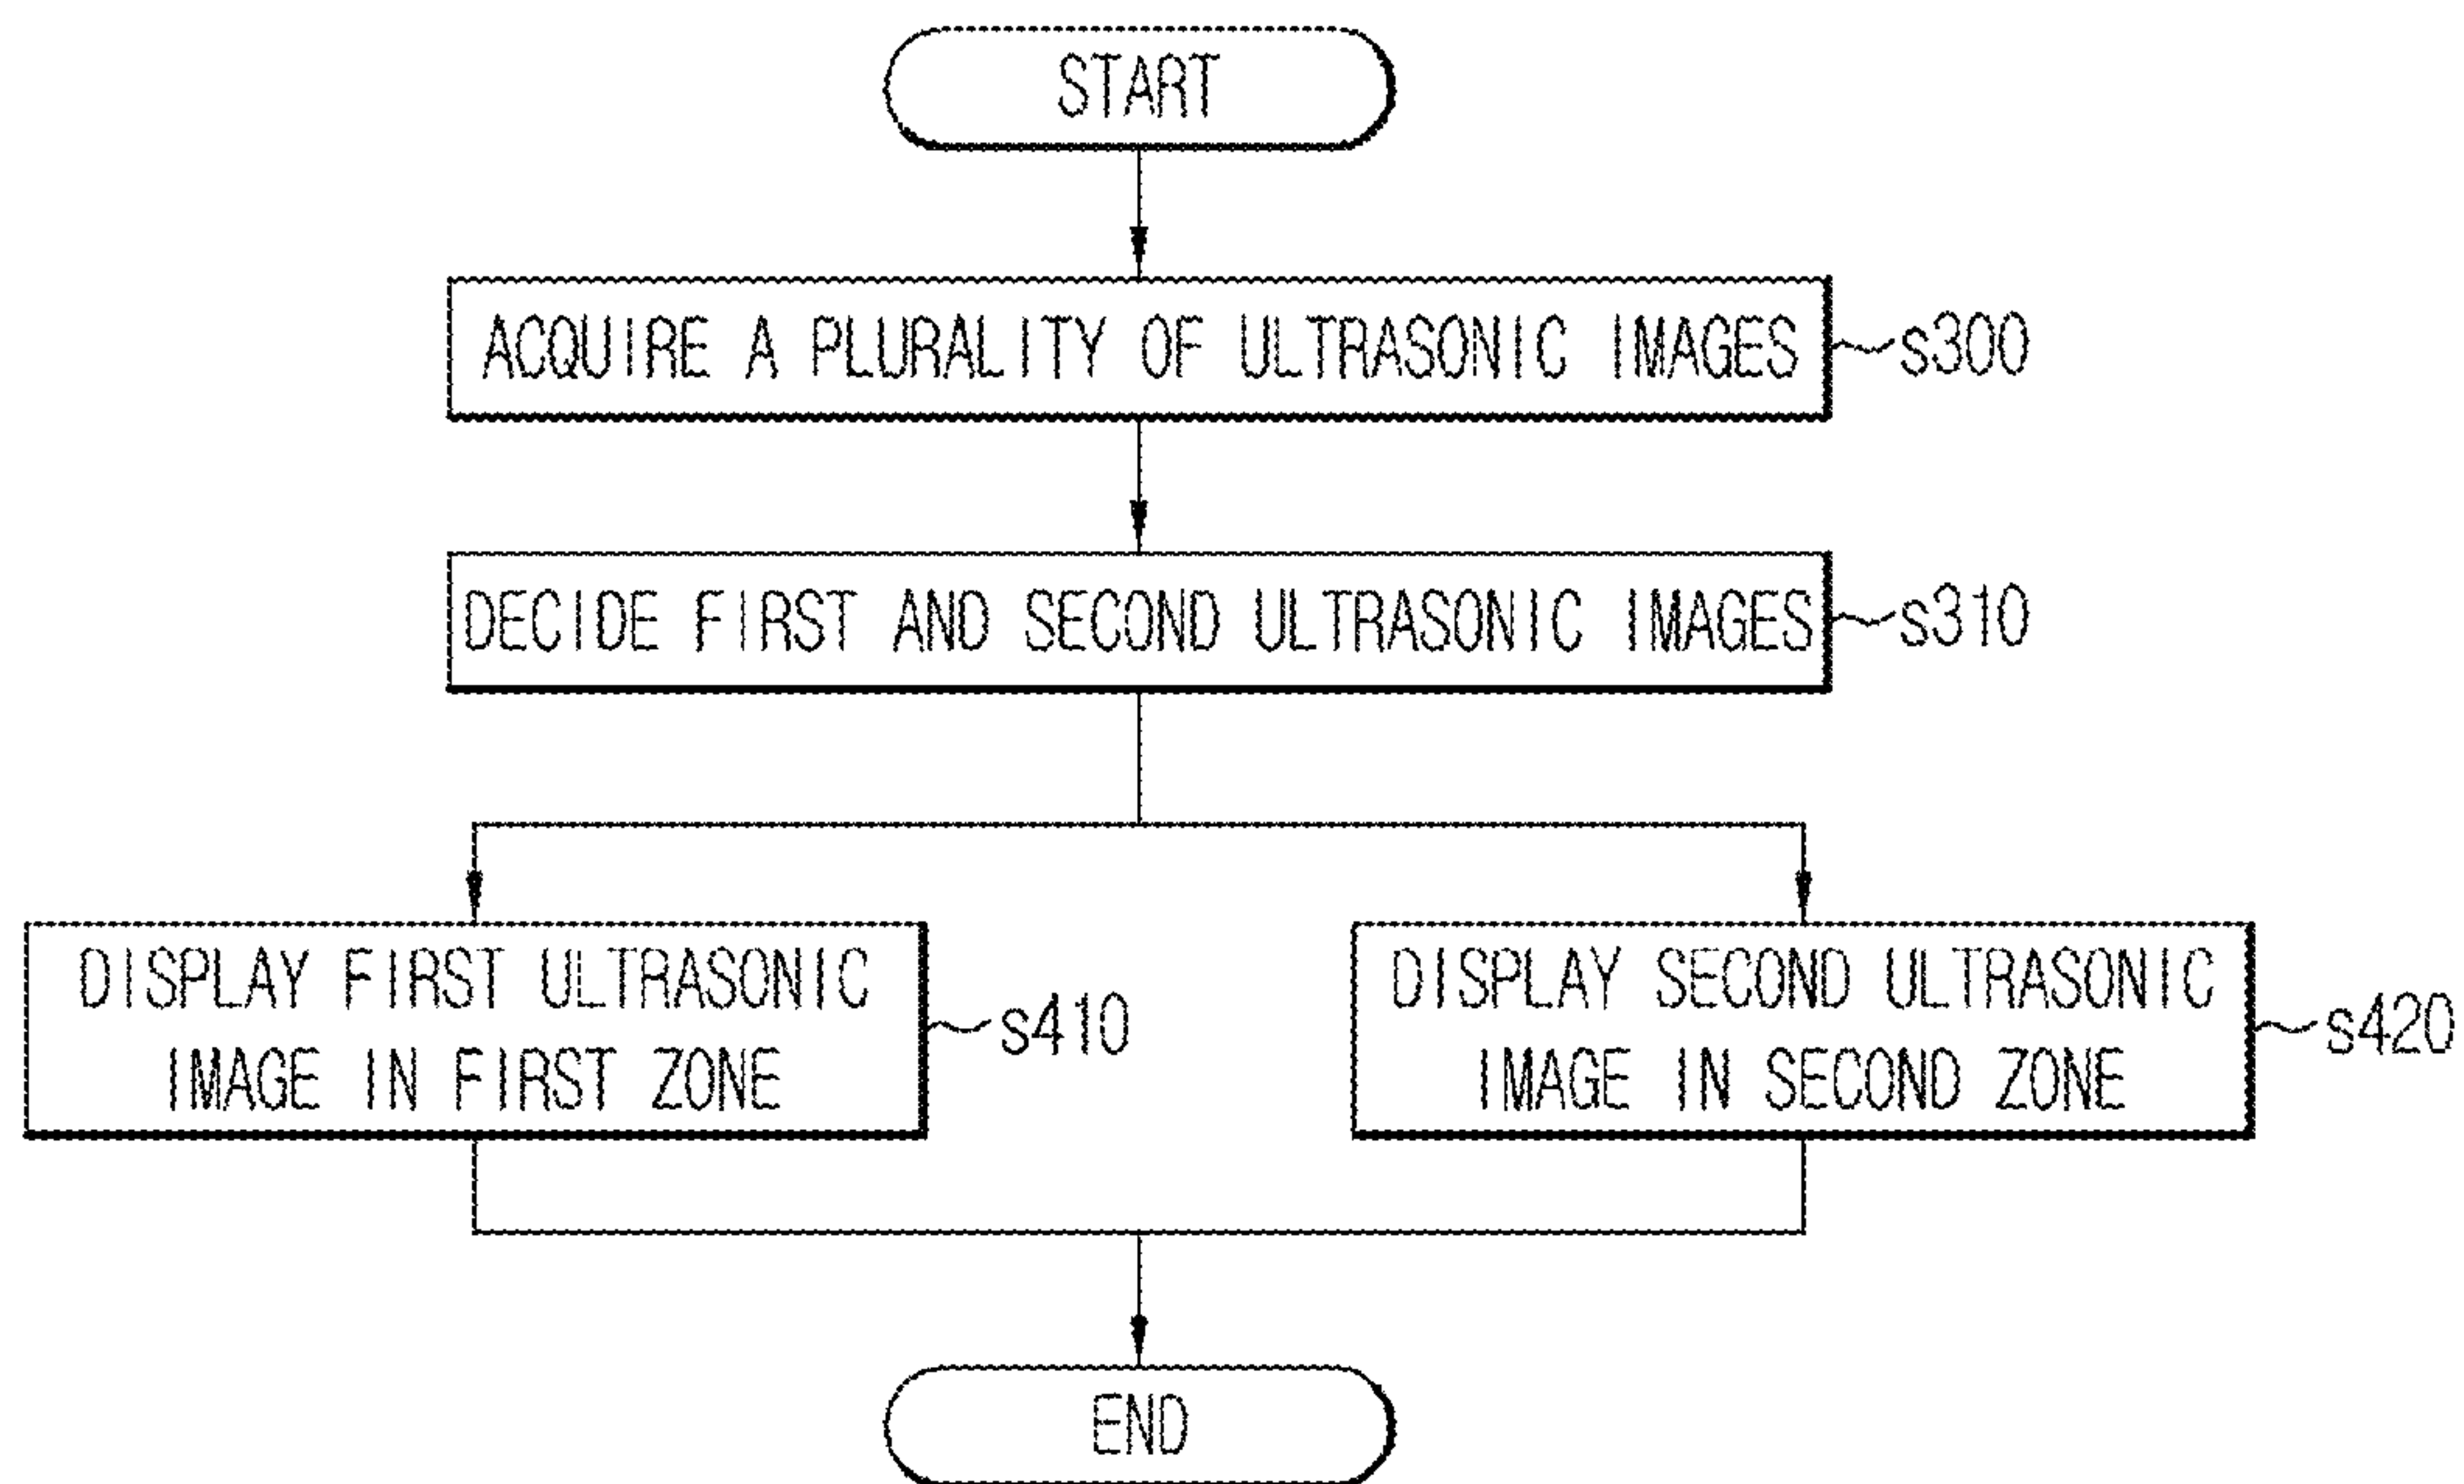 START
ACQUIRE A PLURALITY OF ULTRASONIC IMAGES
s300
DECIDE FIRST AND SECOND ULTRASONIC IMAGES
s310
DISPLAY FIRST ULTRASONIC
IMAGE IN FIRST ZONE
s410
DISPLAY SECOND ULTRASONIC
IMAGE IN SECOND ZONE
s420
END